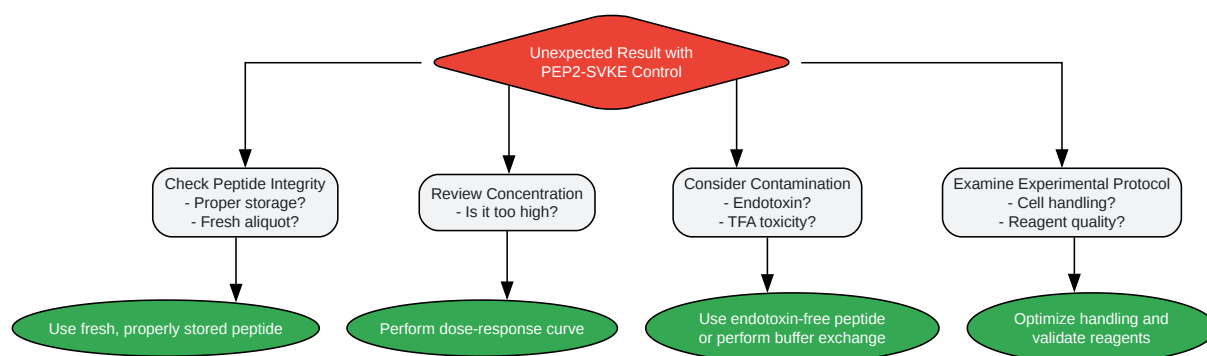 Unexpected Result with
PEP2-SVKE Control
Check Peptide Integrity
- Proper storage?
- Fresh aliquot?
Review Concentration
- Is it too high?
Consider Contamination
- Endotoxin?
- TFA toxicity?
Examine Experimental Protocol
- Cell handling?
- Reagent quality?
Use fresh, properly stored peptide
Perform dose-response curve
Use endotoxin-free peptide
or perform buffer exchange
Optimize handling and
validate reagents